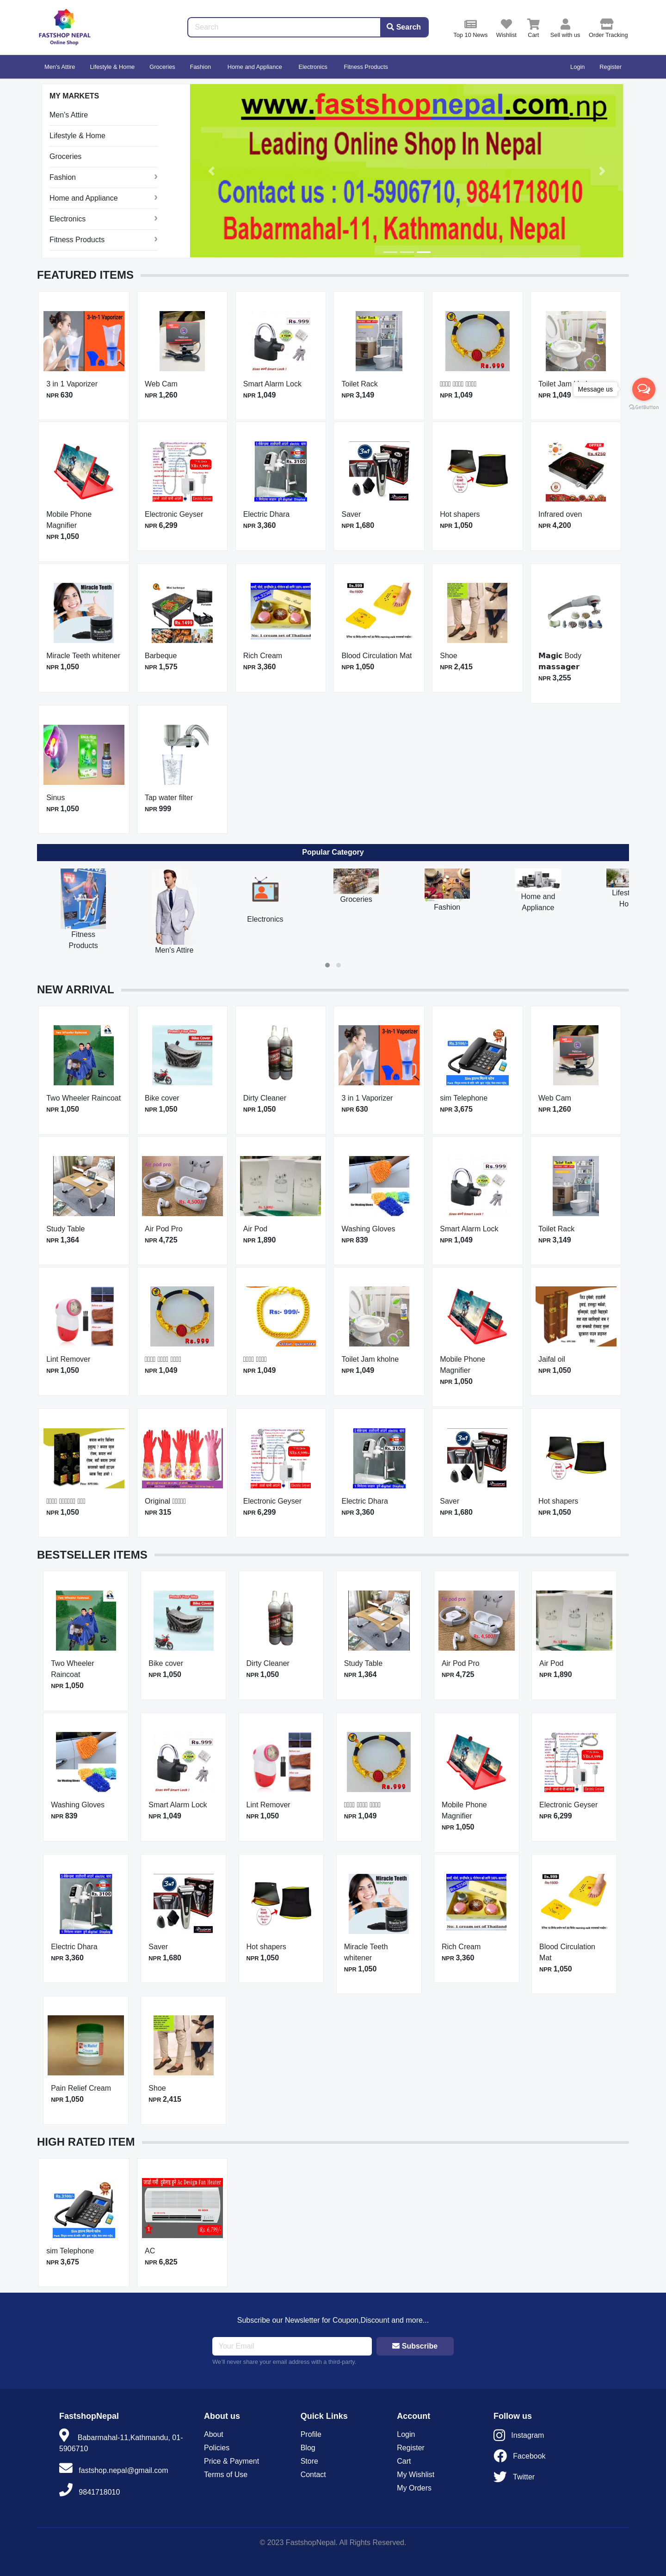 FASTSHOP NEPAL
Online Shop
Search
Search
Top 10 News
Wishlist
Cart
Sell with us
Order Tracking
Men's Attire
Lifestyle & Home
Groceries
Fashion
Home and Appliance
Electronics
Fitness Products
Login
Register
MY MARKETS
Men's Attire
Lifestyle & Home
Groceries
Fashion
Home and Appliance
Electronics
Fitness Products
www.fastshopnepal.com.np
Leading Online Shop In Nepal
Contact us : 01-5906710, 9841718010
Babarmahal-11, Kathmandu, Nepal
FEATURED ITEMS
3 in 1 Vaporizer
NPR 630
Web Cam
NPR 1,260
Smart Alarm Lock
NPR 1,049
Toilet Rack
NPR 3,149
NPR 1,049
Toilet Jam
NPR 1,049
Message us
GetButton
Mobile Phone
Magnifier
NPR 1,050
Electronic Geyser
NPR 6,299
Electric Dhara
NPR 3,360
Saver
NPR 1,680
Hot shapers
NPR 1,050
Infrared oven
NPR 4,200
Miracle Teeth whitener
NPR 1,050
Barbeque
NPR 1,575
Rich Cream
NPR 3,360
Blood Circulation Mat
NPR 1,050
Shoe
NPR 2,415
Magic Body
massager
NPR 3,255
Sinus
NPR 1,050
Tap water filter
NPR 999
Popular Category
Fitness
Products
Men's Attire
Electronics
Groceries
Fashion
Home and
Appliance
Lifest
Ho
NEW ARRIVAL
Two Wheeler Raincoat
NPR 1,050
Bike cover
NPR 1,050
Dirty Cleaner
NPR 1,050
3 in 1 Vaporizer
NPR 630
sim Telephone
NPR 3,675
Web Cam
NPR 1,260
Study Table
NPR 1,364
Air Pod Pro
NPR 4,725
Air Pod
NPR 1,890
Washing Gloves
NPR 839
Smart Alarm Lock
NPR 1,049
Toilet Rack
NPR 3,149
Lint Remover
NPR 1,050
NPR 1,049
NPR 1,049
Toilet Jam kholne
NPR 1,049
Mobile Phone
Magnifier
NPR 1,050
Jaifal oil
NPR 1,050
NPR 1,050
Original
NPR 315
Electronic Geyser
NPR 6,299
Electric Dhara
NPR 3,360
Saver
NPR 1,680
Hot shapers
NPR 1,050
BESTSELLER ITEMS
Two Wheeler
Raincoat
NPR 1,050
Bike cover
NPR 1,050
Dirty Cleaner
NPR 1,050
Study Table
NPR 1,364
Air Pod Pro
NPR 4,725
Air Pod
NPR 1,890
Washing Gloves
NPR 839
Smart Alarm Lock
NPR 1,049
Lint Remover
NPR 1,050
NPR 1,049
Mobile Phone
Magnifier
NPR 1,050
Electronic Geyser
NPR 6,299
Electric Dhara
NPR 3,360
Saver
NPR 1,680
Hot shapers
NPR 1,050
Miracle Teeth
whitener
NPR 1,050
Rich Cream
NPR 3,360
Blood Circulation
Mat
NPR 1,050
Pain Relief Cream
NPR 1,050
Shoe
NPR 2,415
HIGH RATED ITEM
sim Telephone
NPR 3,675
AC
NPR 6,825
Subscribe our Newsletter for Coupon,Discount and more...
Your Email
Subscribe
We'll never share your email address with a third-party.
FastshopNepal
Babarmahal-11,Kathmandu, 01-
5906710
fastshop.nepal@gmail.com
9841718010
About us
About
Policies
Price & Payment
Terms of Use
Quick Links
Profile
Blog
Store
Contact
Account
Login
Register
Cart
My Wishlist
My Orders
Follow us
Instagram
Facebook
Twitter
© 2023 FastshopNepal. All Rights Reserved.